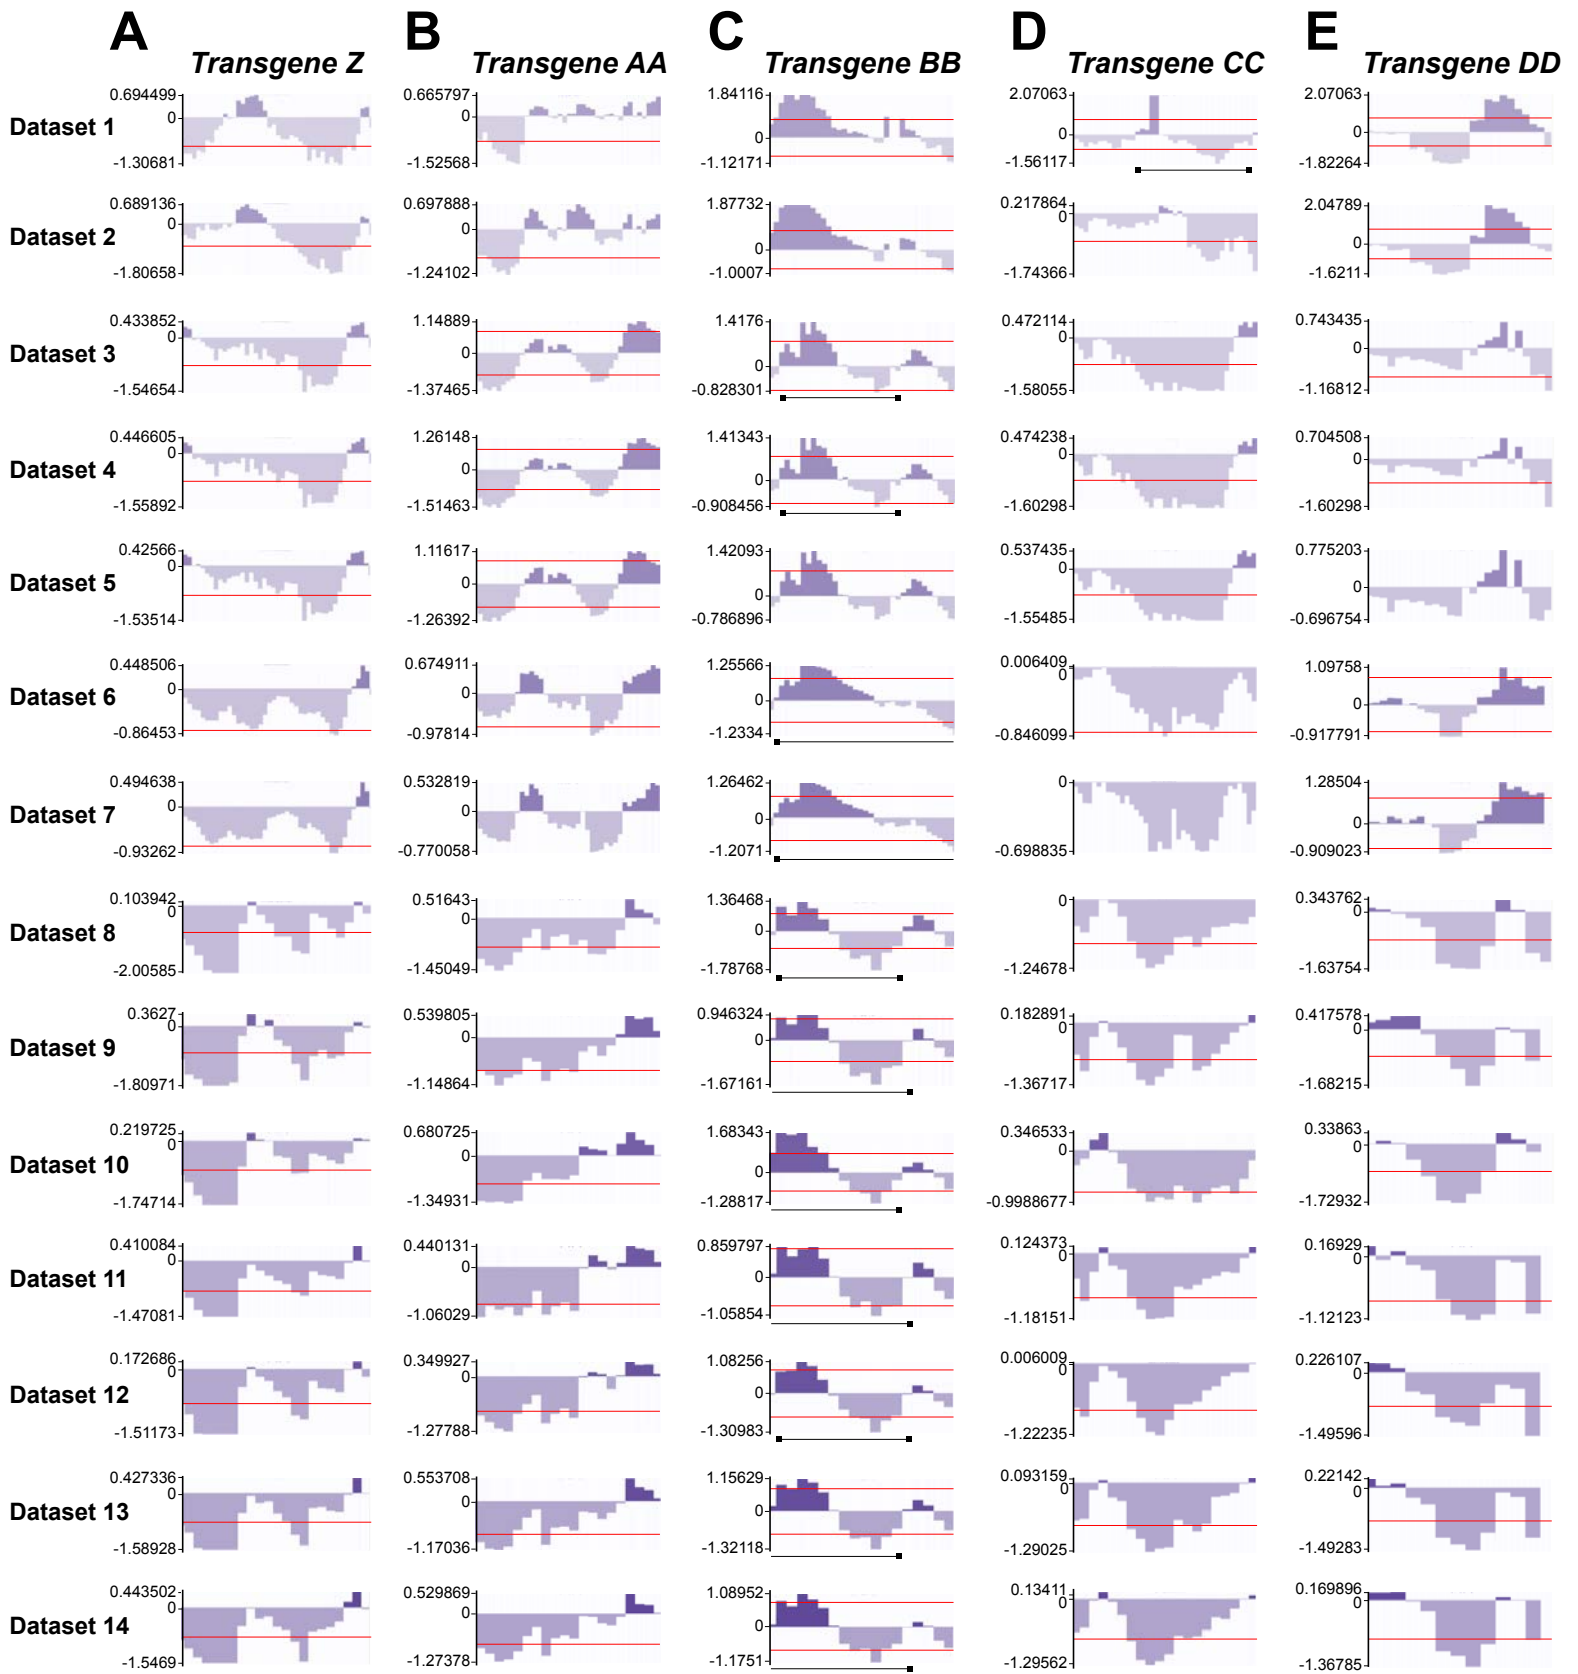 A B C D E
Transgene Z Transgene AA Transgene BB Transgene CC Transgene DD
0.694499 0.665797 1.84116 2.07063 2.07063
Dataset 1 0 0 0 0 0
-1.30681 -1.52568 -1.12171 -1.56117 -1.82264
0.689136 0.697888 1.87732 0.217864 2.04789
Dataset 2 0 0 0 0 0
-1.80658 -1.24102 -1.0007 -1.74366 -1.6211
0.433852 1.14889 1.4176 0.472114 0.743435
Dataset 3 0 0 0 0 0
-1.54654 -1.37465 -0.828301 -1.58055 -1.16812
0.446605 1.26148 1.41343 0.474238 0.704508
Dataset 4 0 0 0 0 0
-1.55892 -1.51463 -0.908456 -1.60298 -1.60298
0.42566 1.11617 1.42093 0.537435 0.775203
Dataset 5 0 0 0 0 0
-1.53514 -1.26392 -0.786896 -1.55485 -0.696754
0.448506 0.674911 1.25566 0.006409 1.09758
Dataset 6 0 0 0 0 0
-0.86453 -0.97814 -1.2334 -0.846099 -0.917791
0.494638 0.532819 1.26462 0 1.28504
Dataset 7 0 0 0 0
-0.93262 -0.770058 -1.2071 -0.698835 -0.909023
0.103942 0.51643 1.36468 0 0.343762
Dataset 8 0 0 0 0
-2.00585 -1.45049 -1.78768 -1.24678 -1.63754
0.3627 0.539805 0.946324 0.182891 0.417578
Dataset 9 0 0 0 0 0
-1.80971 -1.14864 -1.67161 -1.36717 -1.68215
0.219725 0.680725 1.68343 0.346533 0.33863
Dataset 10 0 0 0 0 0
-1.74714 -1.34931 -1.28817 -0.9988677 -1.72932
0.410084 0.440131 0.859797 0.124373 0.16929
Dataset 11 0 0 0 0 0
-1.47081 -1.06029 -1.05854 -1.18151 -1.12123
0.172686 0.349927 1.08256 0.006009 0.226107
Dataset 12 0 0 0 0 0
-1.51173 -1.27788 -1.30983 -1.22235 -1.49596
0.427336 0.553708 1.15629 0.093159 0.22142
Dataset 13 0 0 0 0 0
-1.58928 -1.17036 -1.32118 -1.29025 -1.49283
0.443502 0.529869 1.08952 0.13411 0.169896
Dataset 14 0 0 0 0 0
-1.5469 -1.27378 -1.1751 -1.29562 -1.36785